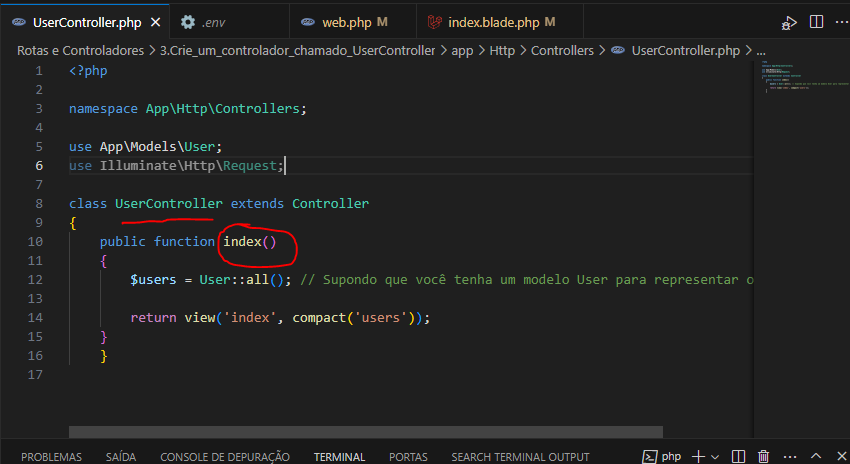 UserController.php .env web.php M index.blade.php M
Rotas e Controladores > 3.Crie_um_controlador_chamado_UserController > app > Http > Controllers > UserController.php > ...
1 <?php
2
3 namespace App\Http\Controllers;
4
5 use App\Models\User;
6 use Illuminate\Http\Request;
7
8 class UserController extends Controller
9 {
10 public function index()
11 {
12 $users = User::all(); // Supondo que você tenha um modelo User para representar o
13
14 return view('index', compact('users'));
15 }
16 }
17
PROBLEMAS SAÍDA CONSOLE DE DEPURAÇÃO TERMINAL PORTAS SEARCH TERMINAL OUTPUT php